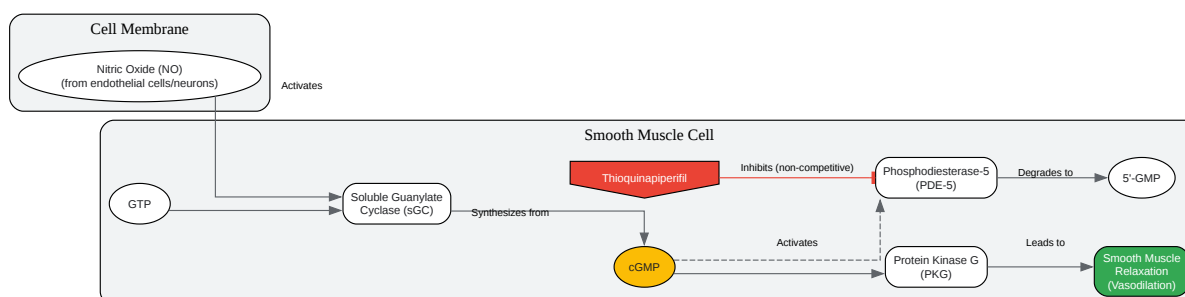 Cell Membrane
Nitric Oxide (NO)
(from endothelial cells/neurons)
Activates
Smooth Muscle Cell
Thioquinapiperifil
Inhibits (non-competitive)
Phosphodiesterase-5
(PDE-5)
Degrades to
5'-GMP
GTP
Soluble Guanylate
Cyclase (sGC)
Synthesizes from
cGMP
Activates
Protein Kinase G
(PKG)
Leads to
Smooth Muscle
Relaxation
(Vasodilation)